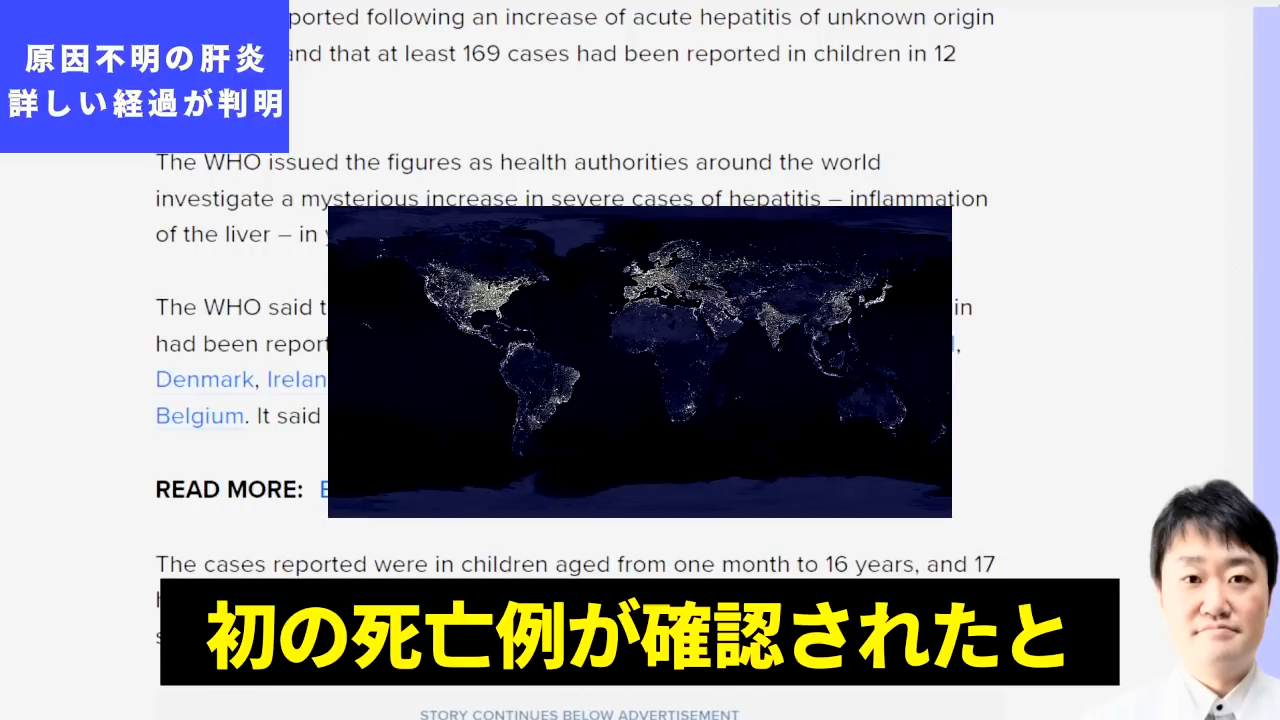 原因不明の肝炎
詳しい経過が判明
ported following an increase of acute hepatitis of unknown origin
and that at least 169 cases had been reported in children in 12
The WHO issued the figures as health authorities around the world
investigate a mysterious increase in severe cases of hepatitis – inflammation
of the liver – in
The WHO said in
had been report
Denmark, Irelan
Belgium. It said
READ MORE:
The cases reported were in children aged from one month to 16 years, and 17
初の死亡例が確認されたと
STORY CONTINUES BELOW ADVERTISEMENT